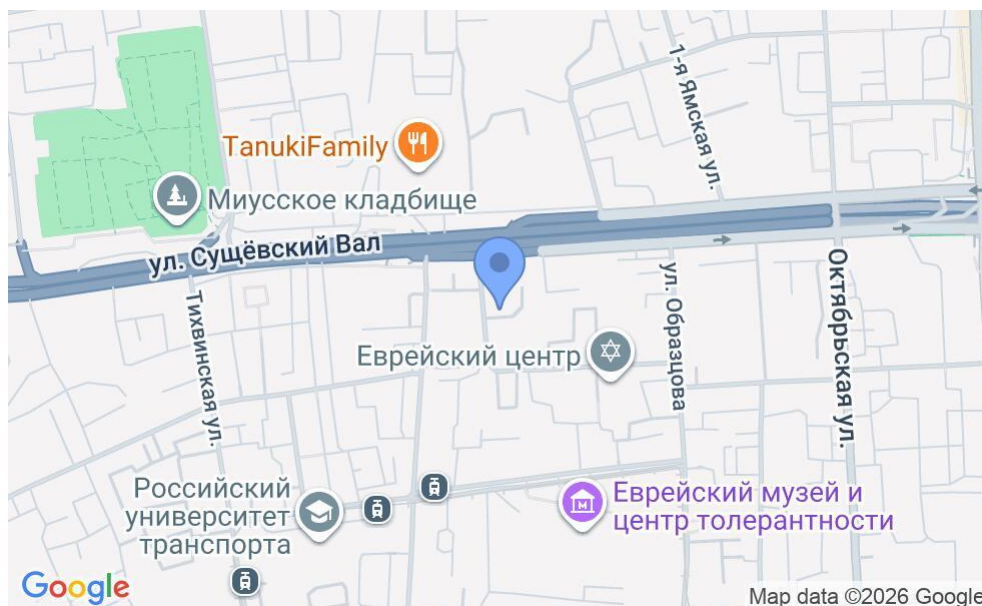 1-я Ямская ул.
TanukiFamily
Миусское кладбище
ул. Сущёвский Вал
Тихвинская ул.
Еврейский центр
ул. Образцова
Октябрьская ул.
Российский
университет
транспорта
Еврейский музей и
центр толерантности
M
Google
Map data ©2026 Google